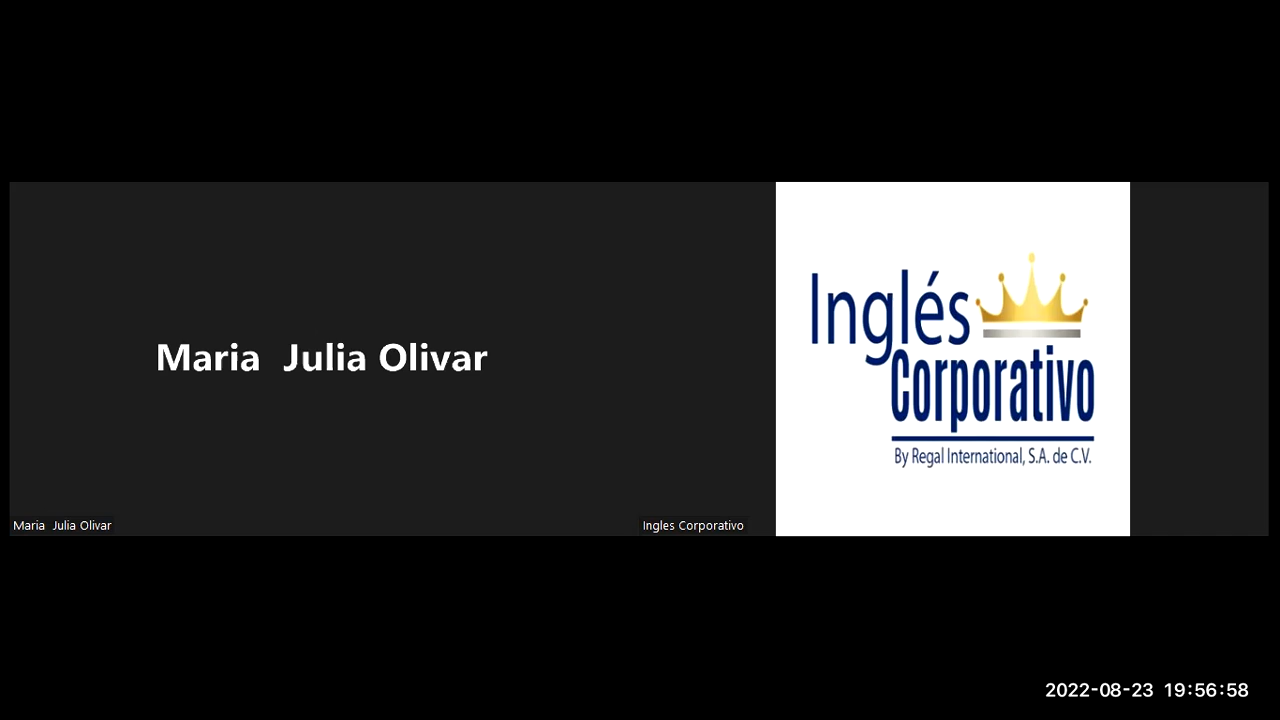 Maria  Julia Olivar
Inglés
Corporativo
By Regal International, S.A. de C.V.
Maria  Julia Olivar
Ingles Corporativo
2022-08-23 19:56:58